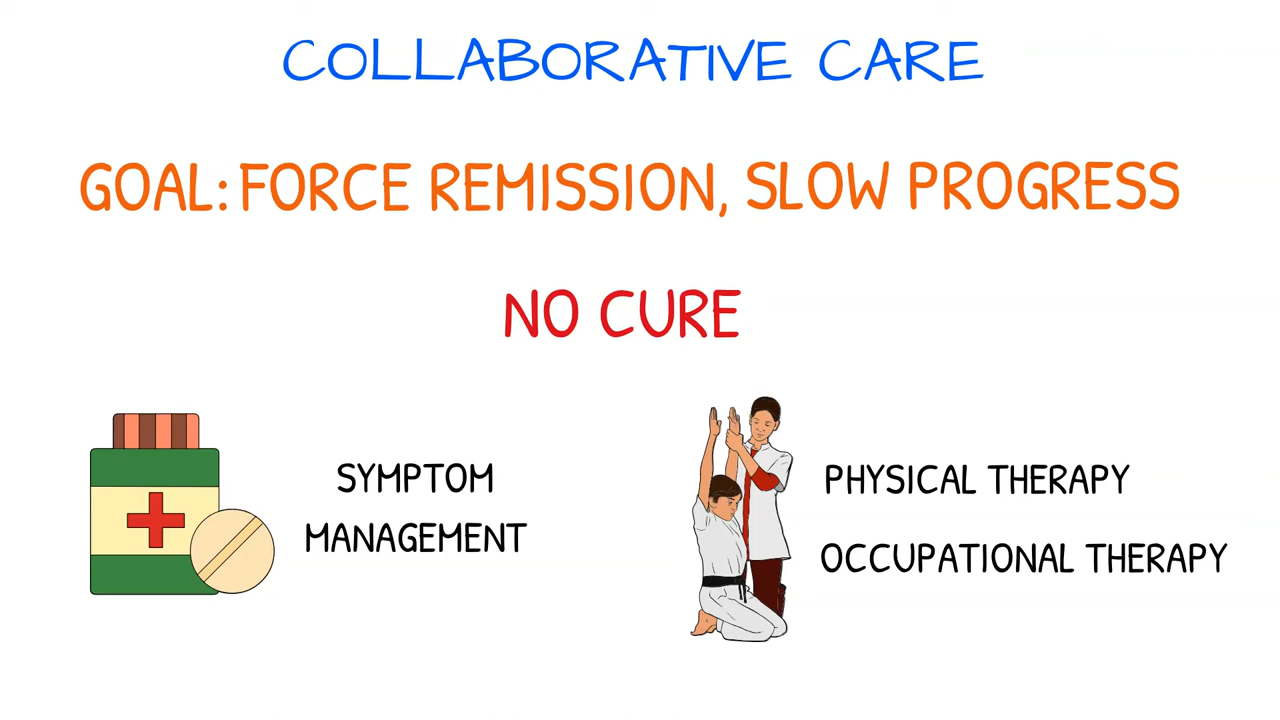 COLLABORATIVE CARE
GOAL: FORCE REMISSION, SLOW PROGRESS
NO CURE
SYMPTOM
MANAGEMENT
PHYSICAL THERAPY
OCCUPATIONAL THERAPY